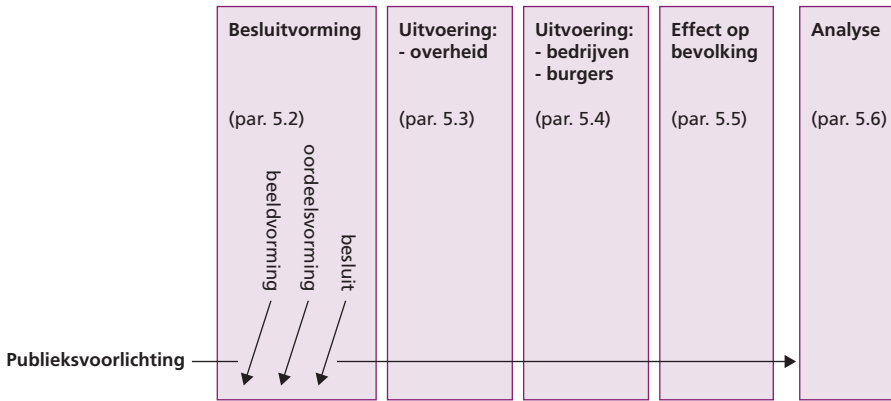 Besluitvorming
(par. 5.2)
beeldvorming
oordeelsvorming
besluit
Uitvoering:
- overheid
(par. 5.3)
Uitvoering:
- bedrijven
- burgers
(par. 5.4)
Effect op
bevolking
(par. 5.5)
Analyse
(par. 5.6)
Publieksvoorlichting